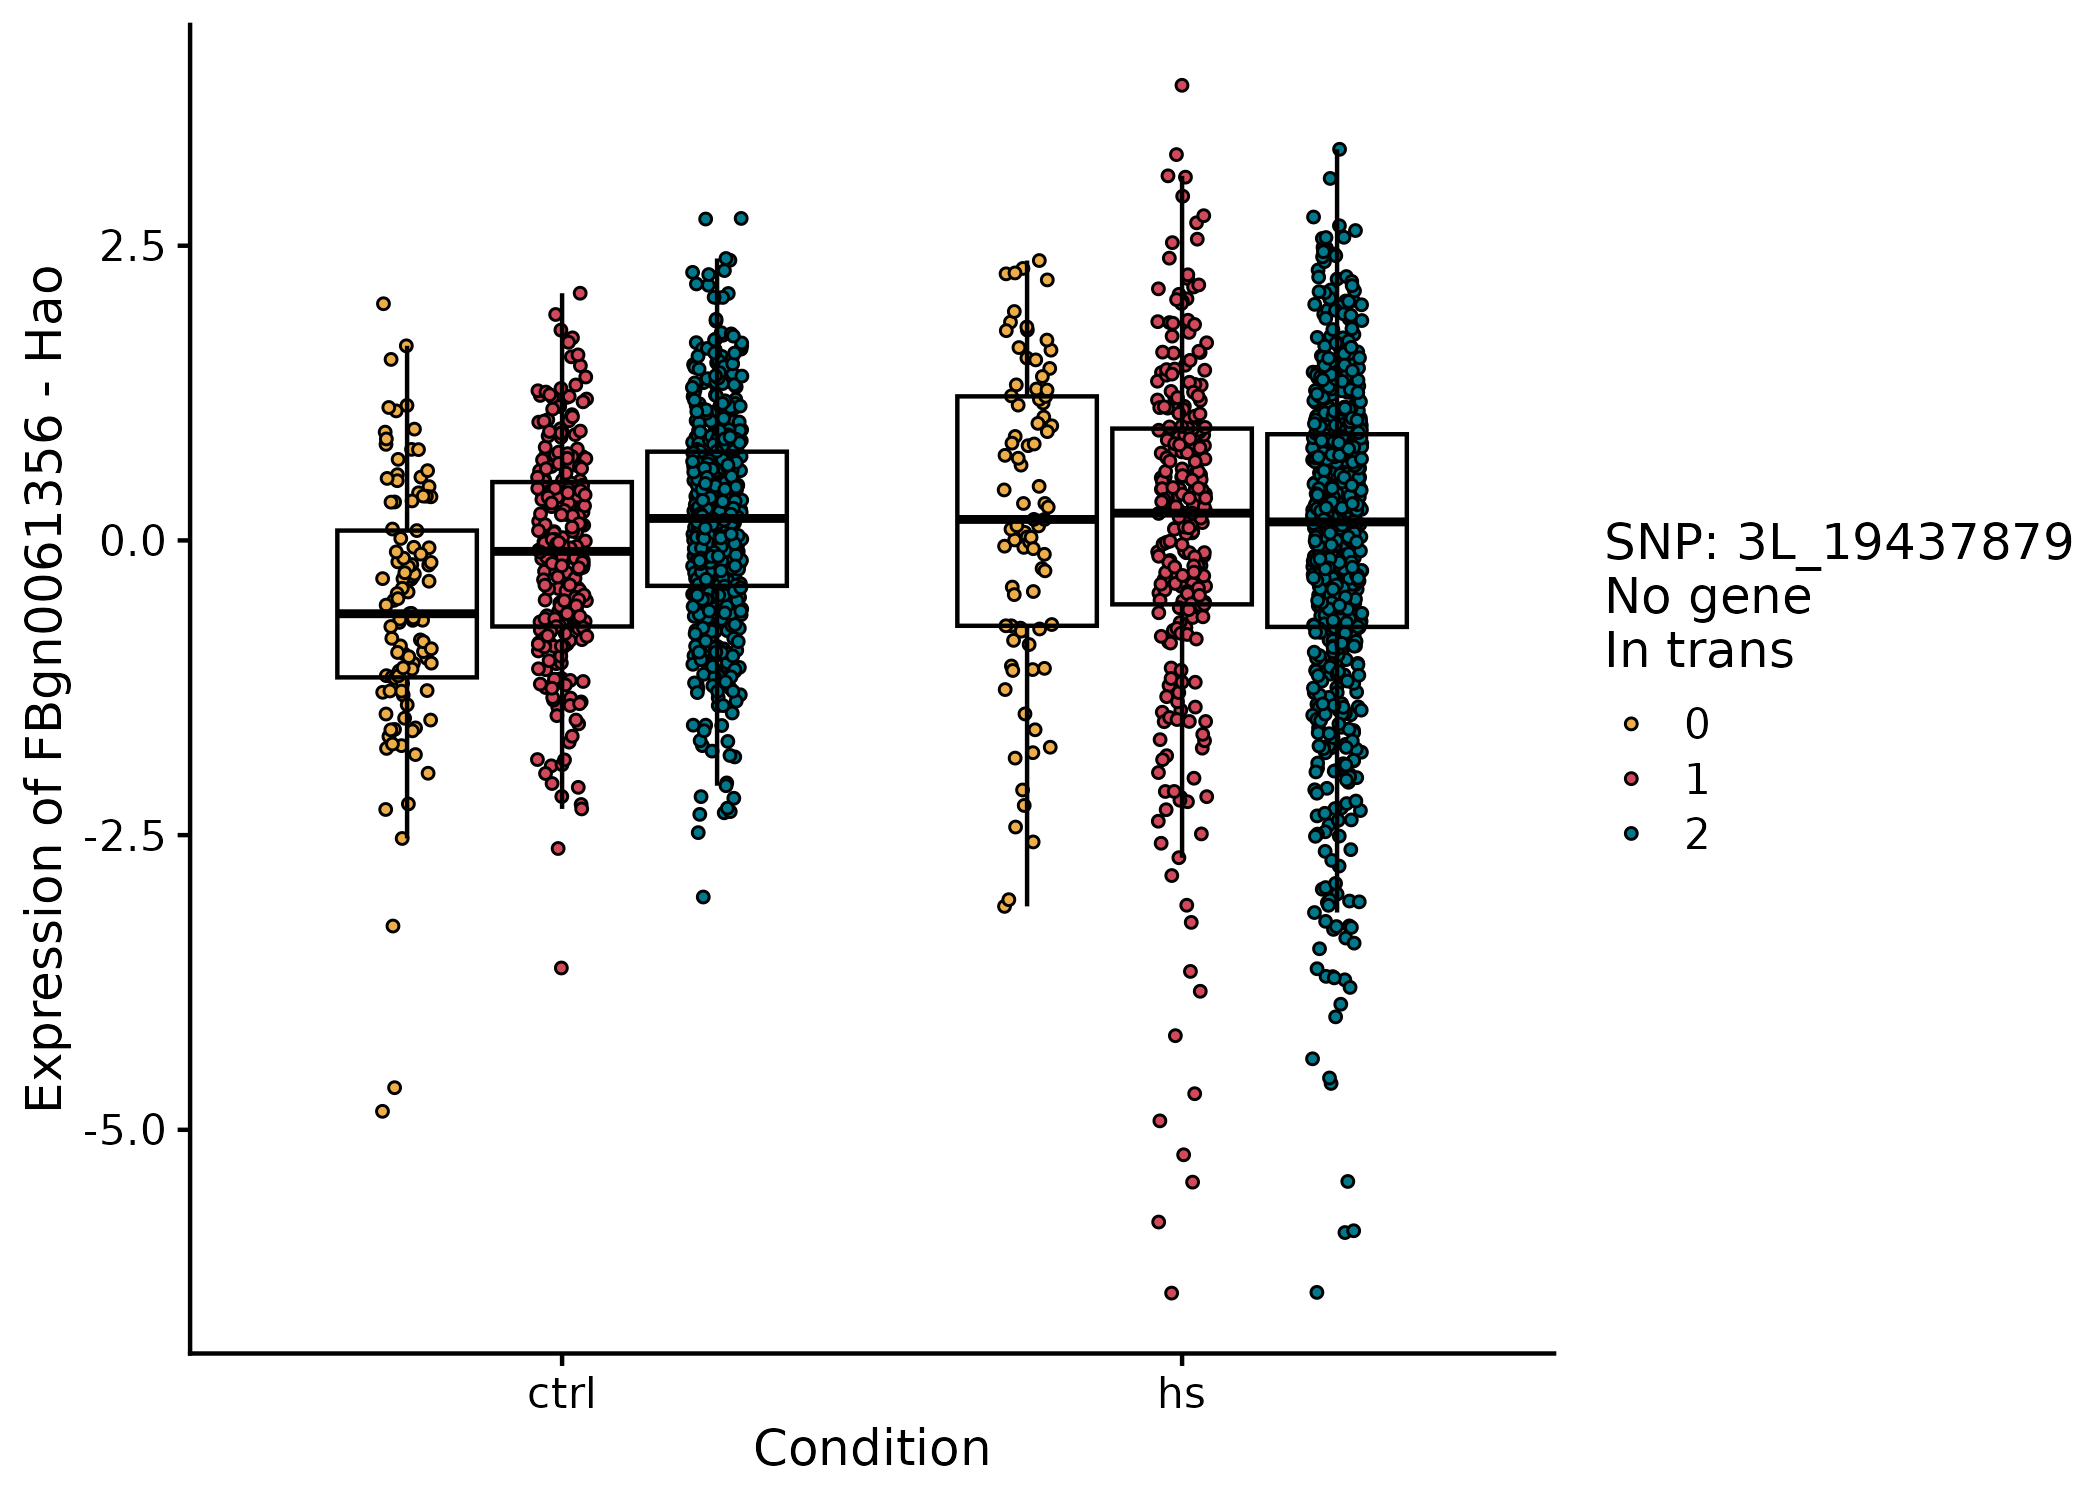 Expression of FBgn0061356 - Hao
2.5
0.0
-2.5
-5.0
ctrl
hs
Condition
SNP: 3L_19437879
No gene
In trans
0
1
2